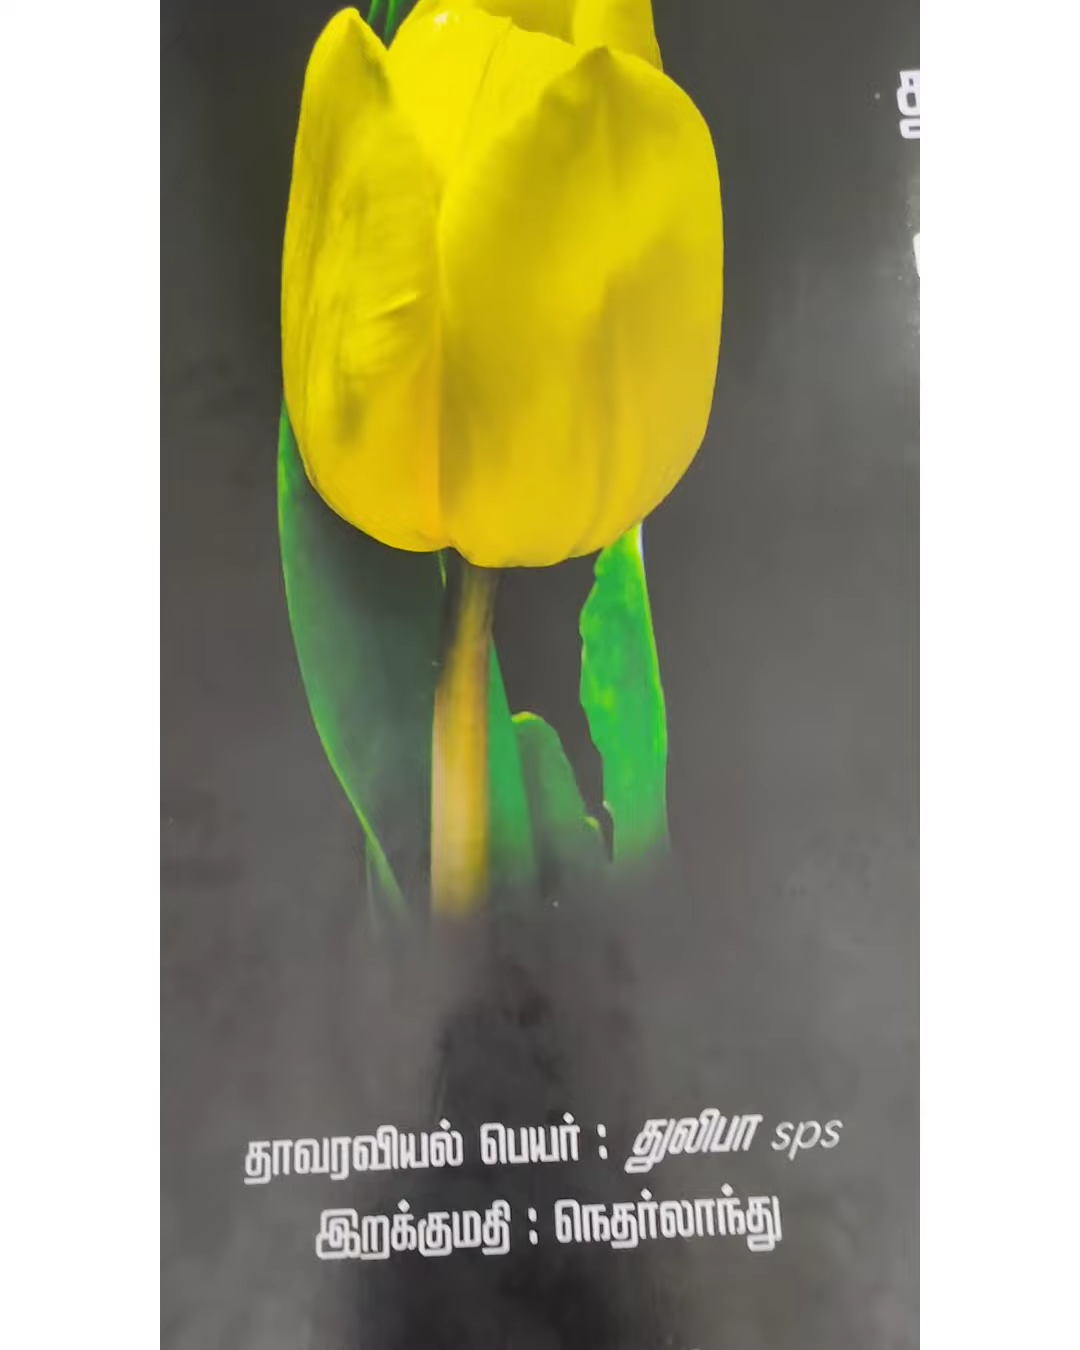 தாவரவியல் பெயர் : துலிபா sps
இறக்குமதி : நெதர்லாந்து